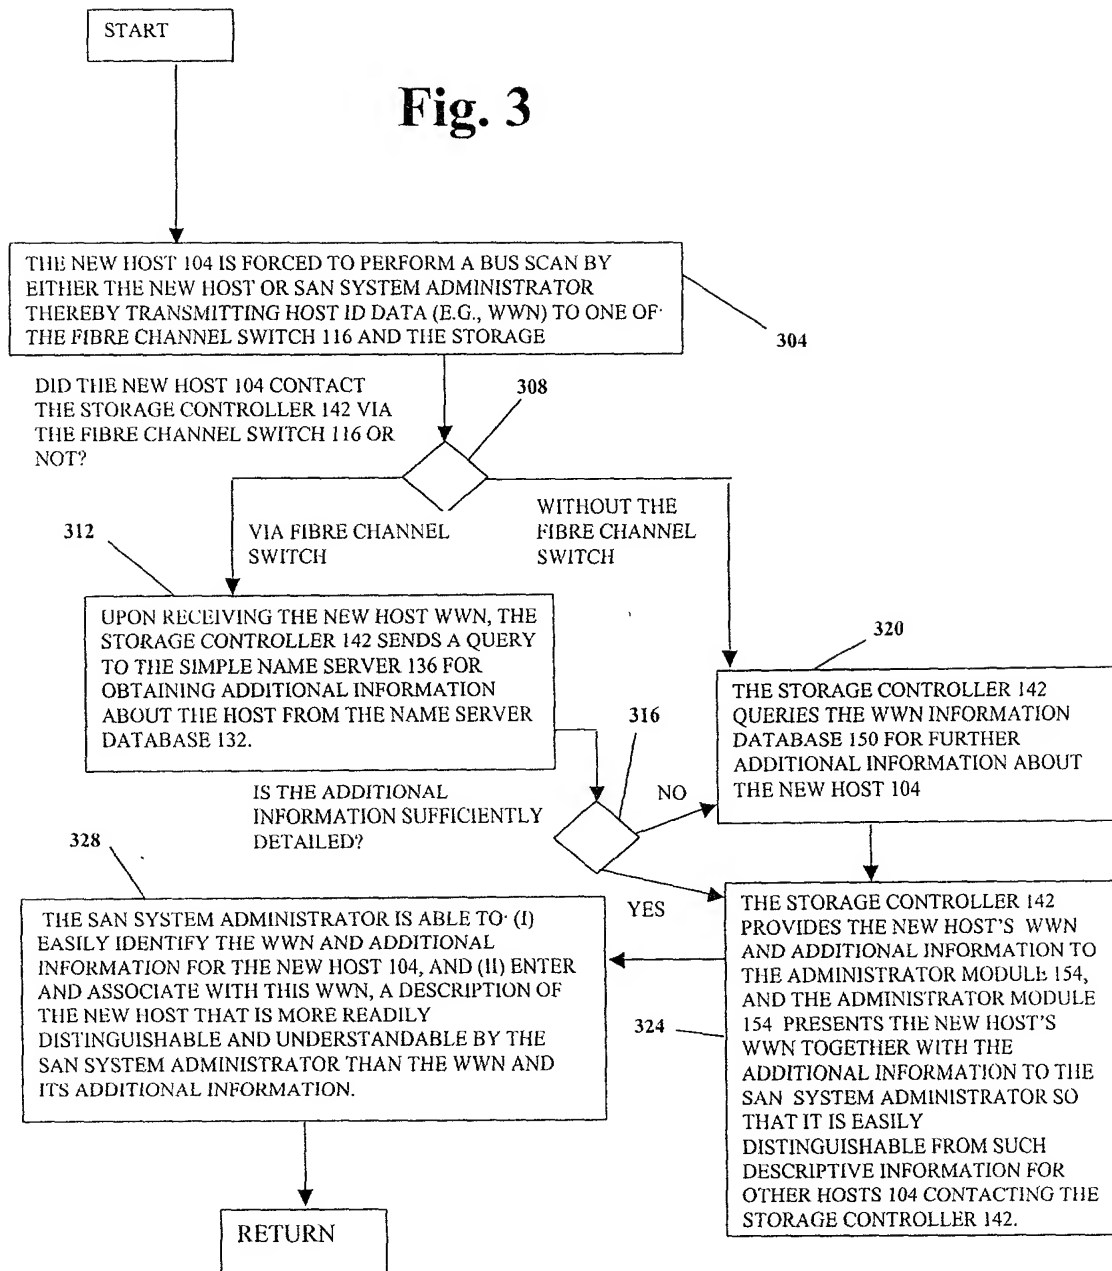 START
Fig. 3
THE NEW HOST 104 IS FORCED TO PERFORM A BUS SCAN BY
EITHER THE NEW HOST OR SAN SYSTEM ADMINISTRATOR
THEREBY TRANSMITTING HOST ID DATA (E.G., WWN) TO ONE OF
THE FIBRE CHANNEL SWITCH 116 AND THE STORAGE
304
DID THE NEW HOST 104 CONTACT
THE STORAGE CONTROLLER 142 VIA
THE FIBRE CHANNEL SWITCH 116 OR
NOT?
308
312
VIA FIBRE CHANNEL
SWITCH
WITHOUT THE
FIBRE CHANNEL
SWITCH
UPON RECEIVING THE NEW HOST WWN, THE
STORAGE CONTROLLER 142 SENDS A QUERY
TO THE SIMPLE NAME SERVER 136 FOR
OBTAINING ADDITIONAL INFORMATION
ABOUT THE HOST FROM THE NAME SERVER
DATABASE 132.
320
THE STORAGE CONTROLLER 142
QUERIES THE WWN INFORMATION
DATABASE 150 FOR FURTHER
ADDITIONAL INFORMATION ABOUT
THE NEW HOST 104
316
IS THE ADDITIONAL
INFORMATION SUFFICIENTLY
DETAILED?
NO
YES
328
THE SAN SYSTEM ADMINISTRATOR IS ABLE TO: (I)
EASILY IDENTIFY THE WWN AND ADDITIONAL
INFORMATION FOR THE NEW HOST 104, AND (II) ENTER
AND ASSOCIATE WITH THIS WWN, A DESCRIPTION OF
THE NEW HOST THAT IS MORE READILY
DISTINGUISHABLE AND UNDERSTANDABLE BY THE
SAN SYSTEM ADMINISTRATOR THAN THE WWN AND
ITS ADDITIONAL INFORMATION.
324
THE STORAGE CONTROLLER 142
PROVIDES THE NEW HOST'S WWN
AND ADDITIONAL INFORMATION TO
THE ADMINISTRATOR MODULE 154,
AND THE ADMINISTRATOR MODULE
154 PRESENTS THE NEW HOST'S
WWN TOGETHER WITH THE
ADDITIONAL INFORMATION TO THE
SAN SYSTEM ADMINISTRATOR SO
THAT IT IS EASILY
DISTINGUISHABLE FROM SUCH
DESCRIPTIVE INFORMATION FOR
OTHER HOSTS 104 CONTACTING THE
STORAGE CONTROLLER 142.
RETURN